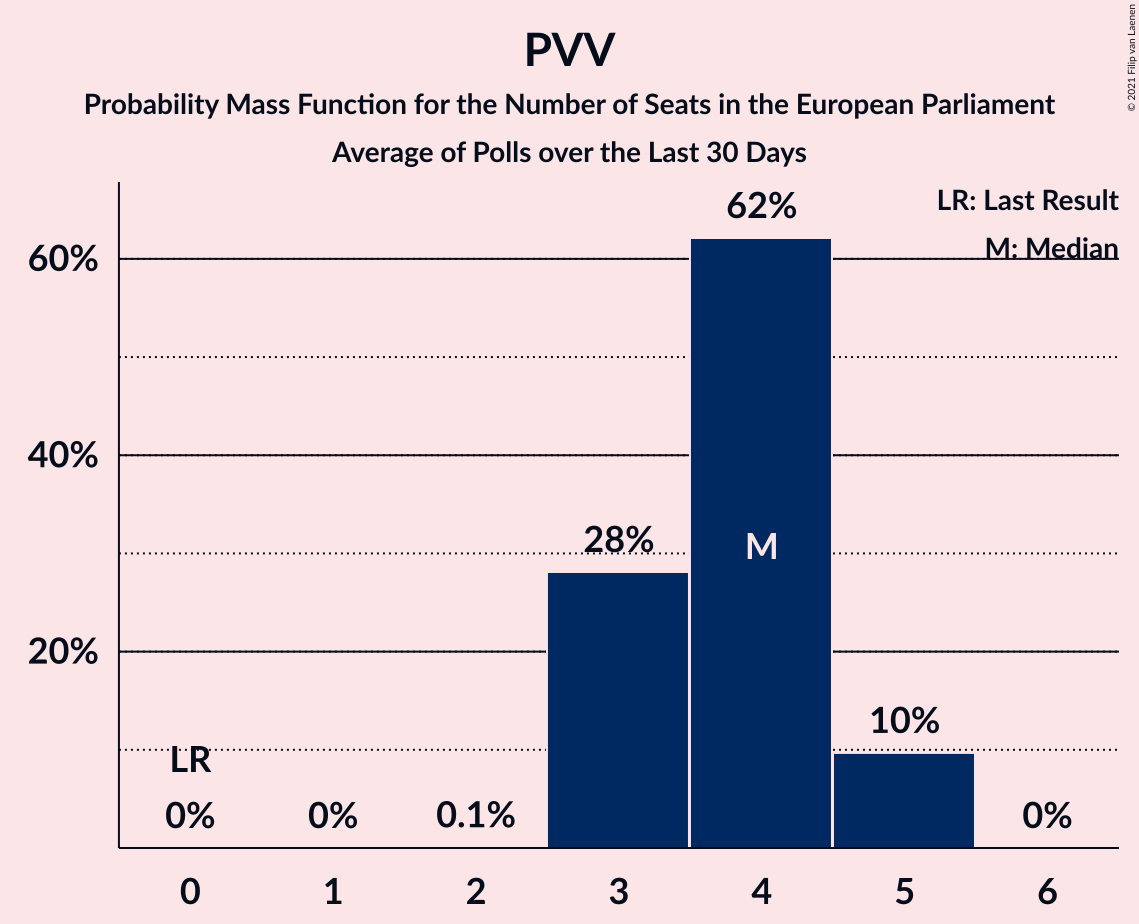 PVV
Probability Mass Function for the Number of Seats in the European Parliament
Average of Polls over the Last 30 Days
© 2021 Filip van Laenen
LR: Last Result
M: Median
60%
40%
20%
LR
0%
0%
0.1%
28%
62%
M
10%
0%
0 1 2 3 4 5 6